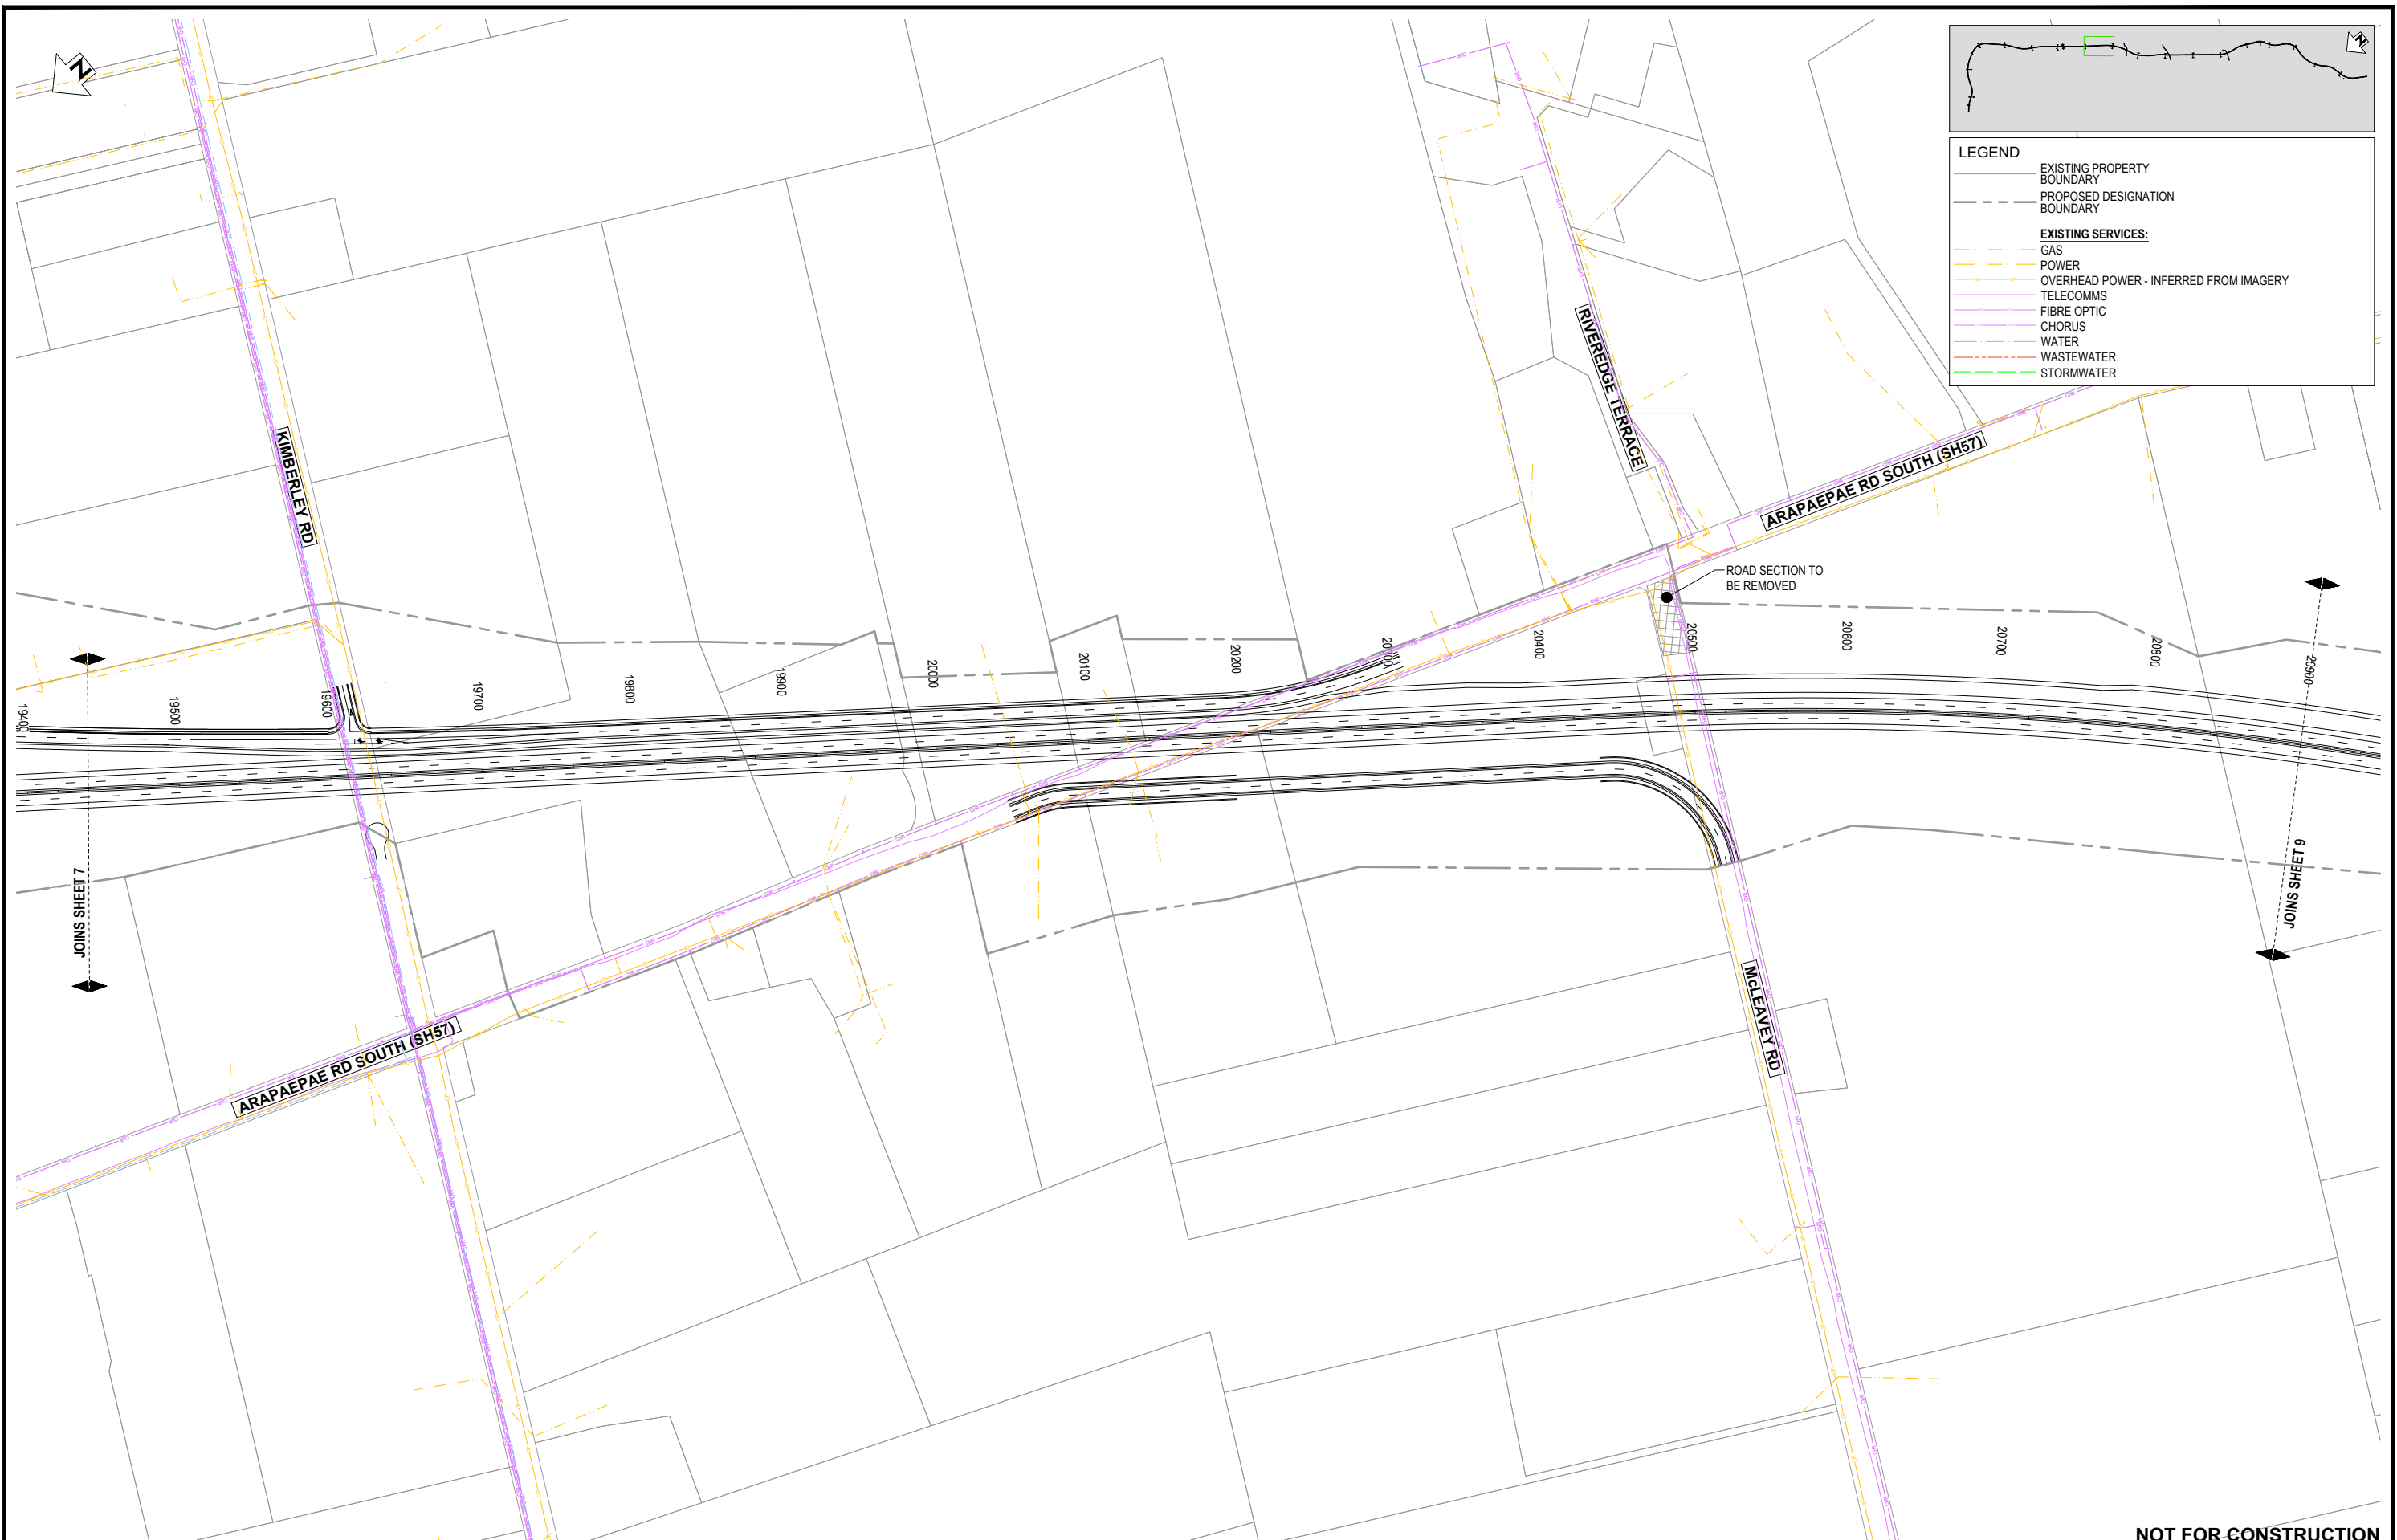 N
N
LEGEND
EXISTING PROPERTY
BOUNDARY
PROPOSED DESIGNATION
BOUNDARY
EXISTING SERVICES:
GAS
POWER
OVERHEAD POWER - INFERRED FROM IMAGERY
TELECOMMS
FIBRE OPTIC
CHORUS
WATER
WASTEWATER
STORMWATER
KIMBERLEY RD
RIVEREDGE TERRACE
ARAPAEPAE RD SOUTH (SH57)
ROAD SECTION TO
BE REMOVED
19400
19500
19600
19700
19800
19900
20000
20100
20200
20300
20400
20500
20600
20700
20800
20900
JOINS SHEET 7
JOINS SHEET 9
McLEAVEY RD
ARAPAEPAE RD SOUTH (SH57)
NOT FOR CONSTRUCTION